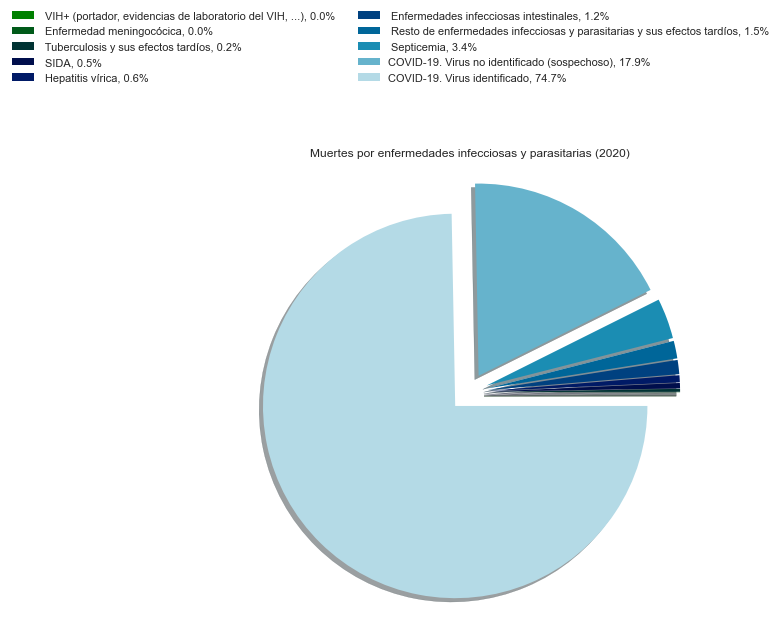 VIH+ (portador, evidencias de laboratorio del VIH, ...), 0.0%
Enfermedad meningocócica, 0.0%
Tuberculosis y sus efectos tardíos, 0.2%
SIDA, 0.5%
Hepatitis vírica, 0.6%
Enfermedades infecciosas intestinales, 1.2%
Resto de enfermedades infecciosas y parasitarias y sus efectos tardíos, 1.5%
Septicemia, 3.4%
COVID-19. Virus no identificado (sospechoso), 17.9%
COVID-19. Virus identificado, 74.7%
Muertes por enfermedades infecciosas y parasitarias (2020)